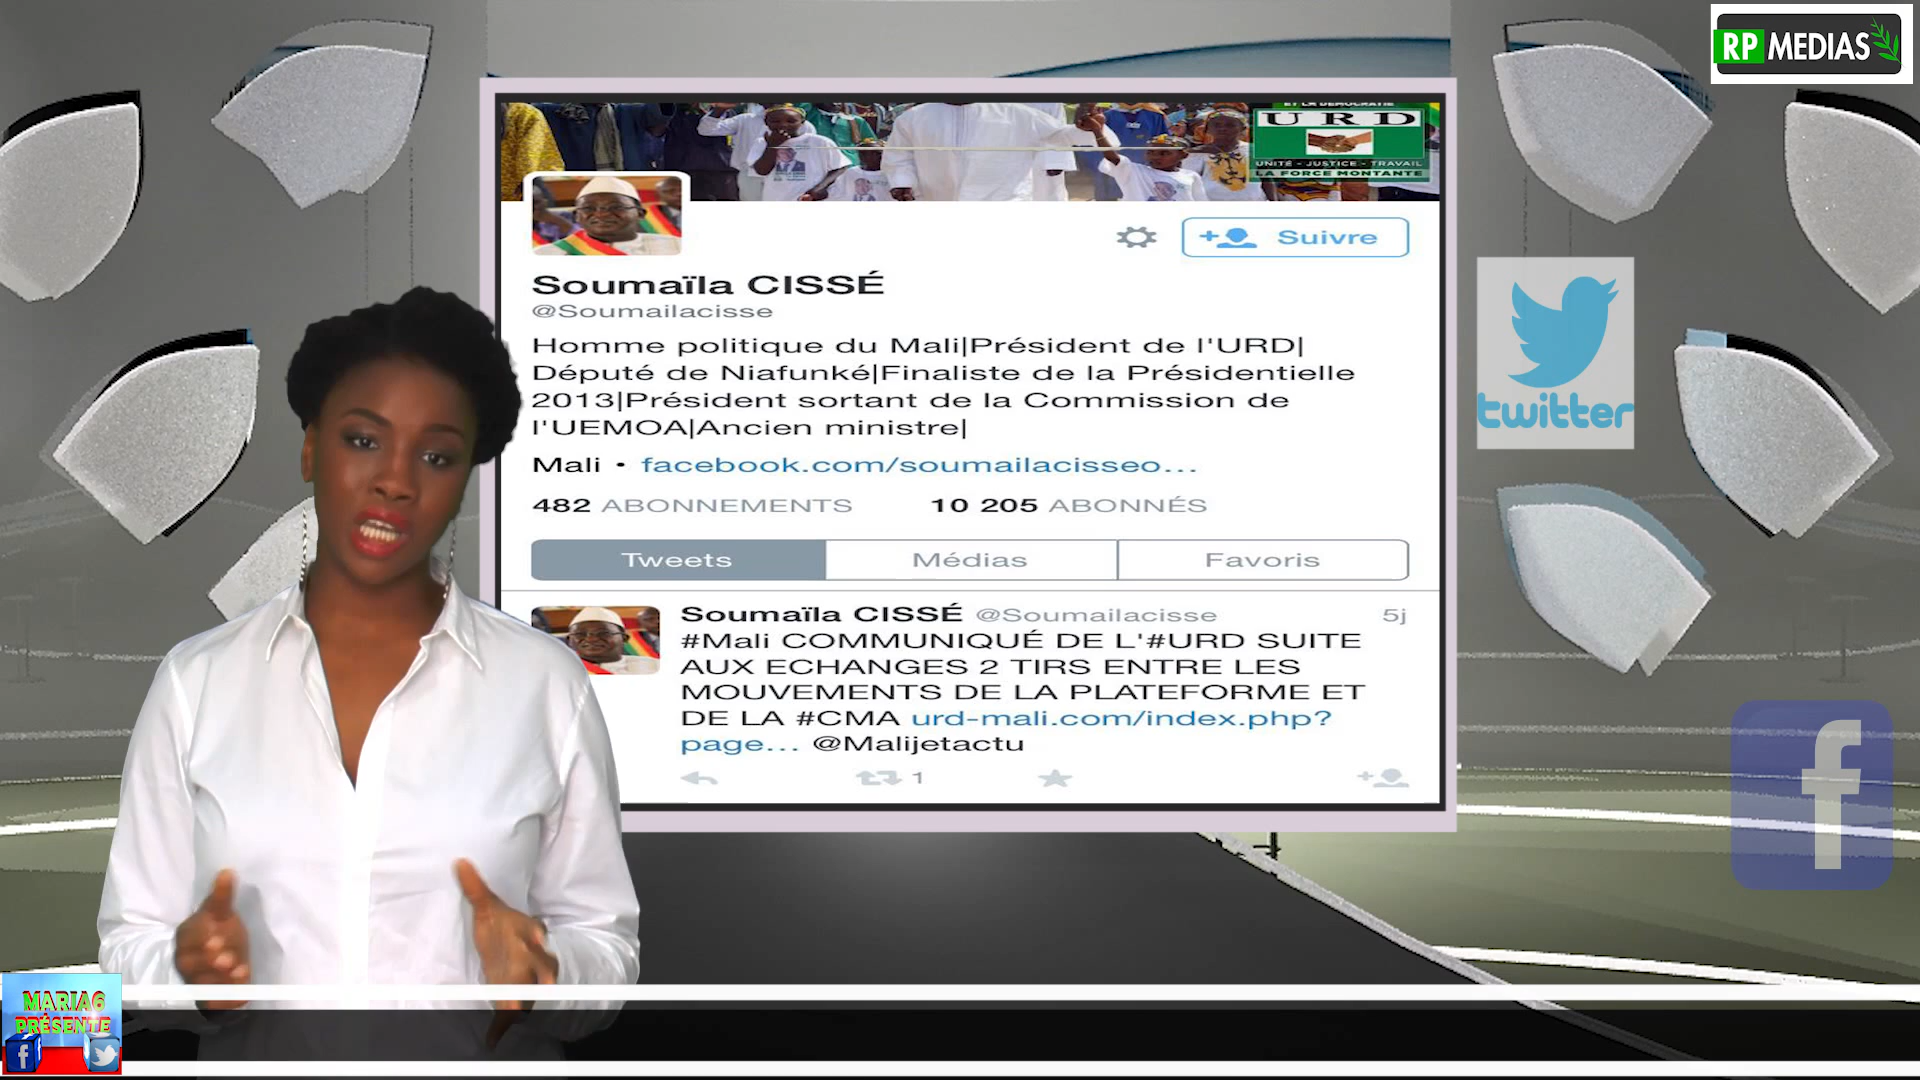 RP MEDIAS
ET LA DÉMOCRATIE
URD
UNITÉ - JUSTICE - TRAVAIL
LA FORCE MONTANTE
Suivre
Soumaïla CISSÉ
@Soumailacisse
Homme politique du Mali|Président de l'URD|
Député de Niafunké|Finaliste de la Présidentielle
2013|Président sortant de la Commission de
l'UEMOA|Ancien ministre|
Mali • facebook.com/soumailacisseo...
482 ABONNEMENTS 10 205 ABONNÉS
Tweets Médias Favoris
Soumaïla CISSÉ @Soumailacisse 5j
#Mali COMMUNIQUÉ DE L'#URD SUITE
AUX ECHANGES 2 TIRS ENTRE LES
MOUVEMENTS DE LA PLATEFORME ET
DE LA #CMA urd-mali.com/index.php?
page... @Malijetactu
1
twitter
f
MARIA6
PRÉSENTE
f